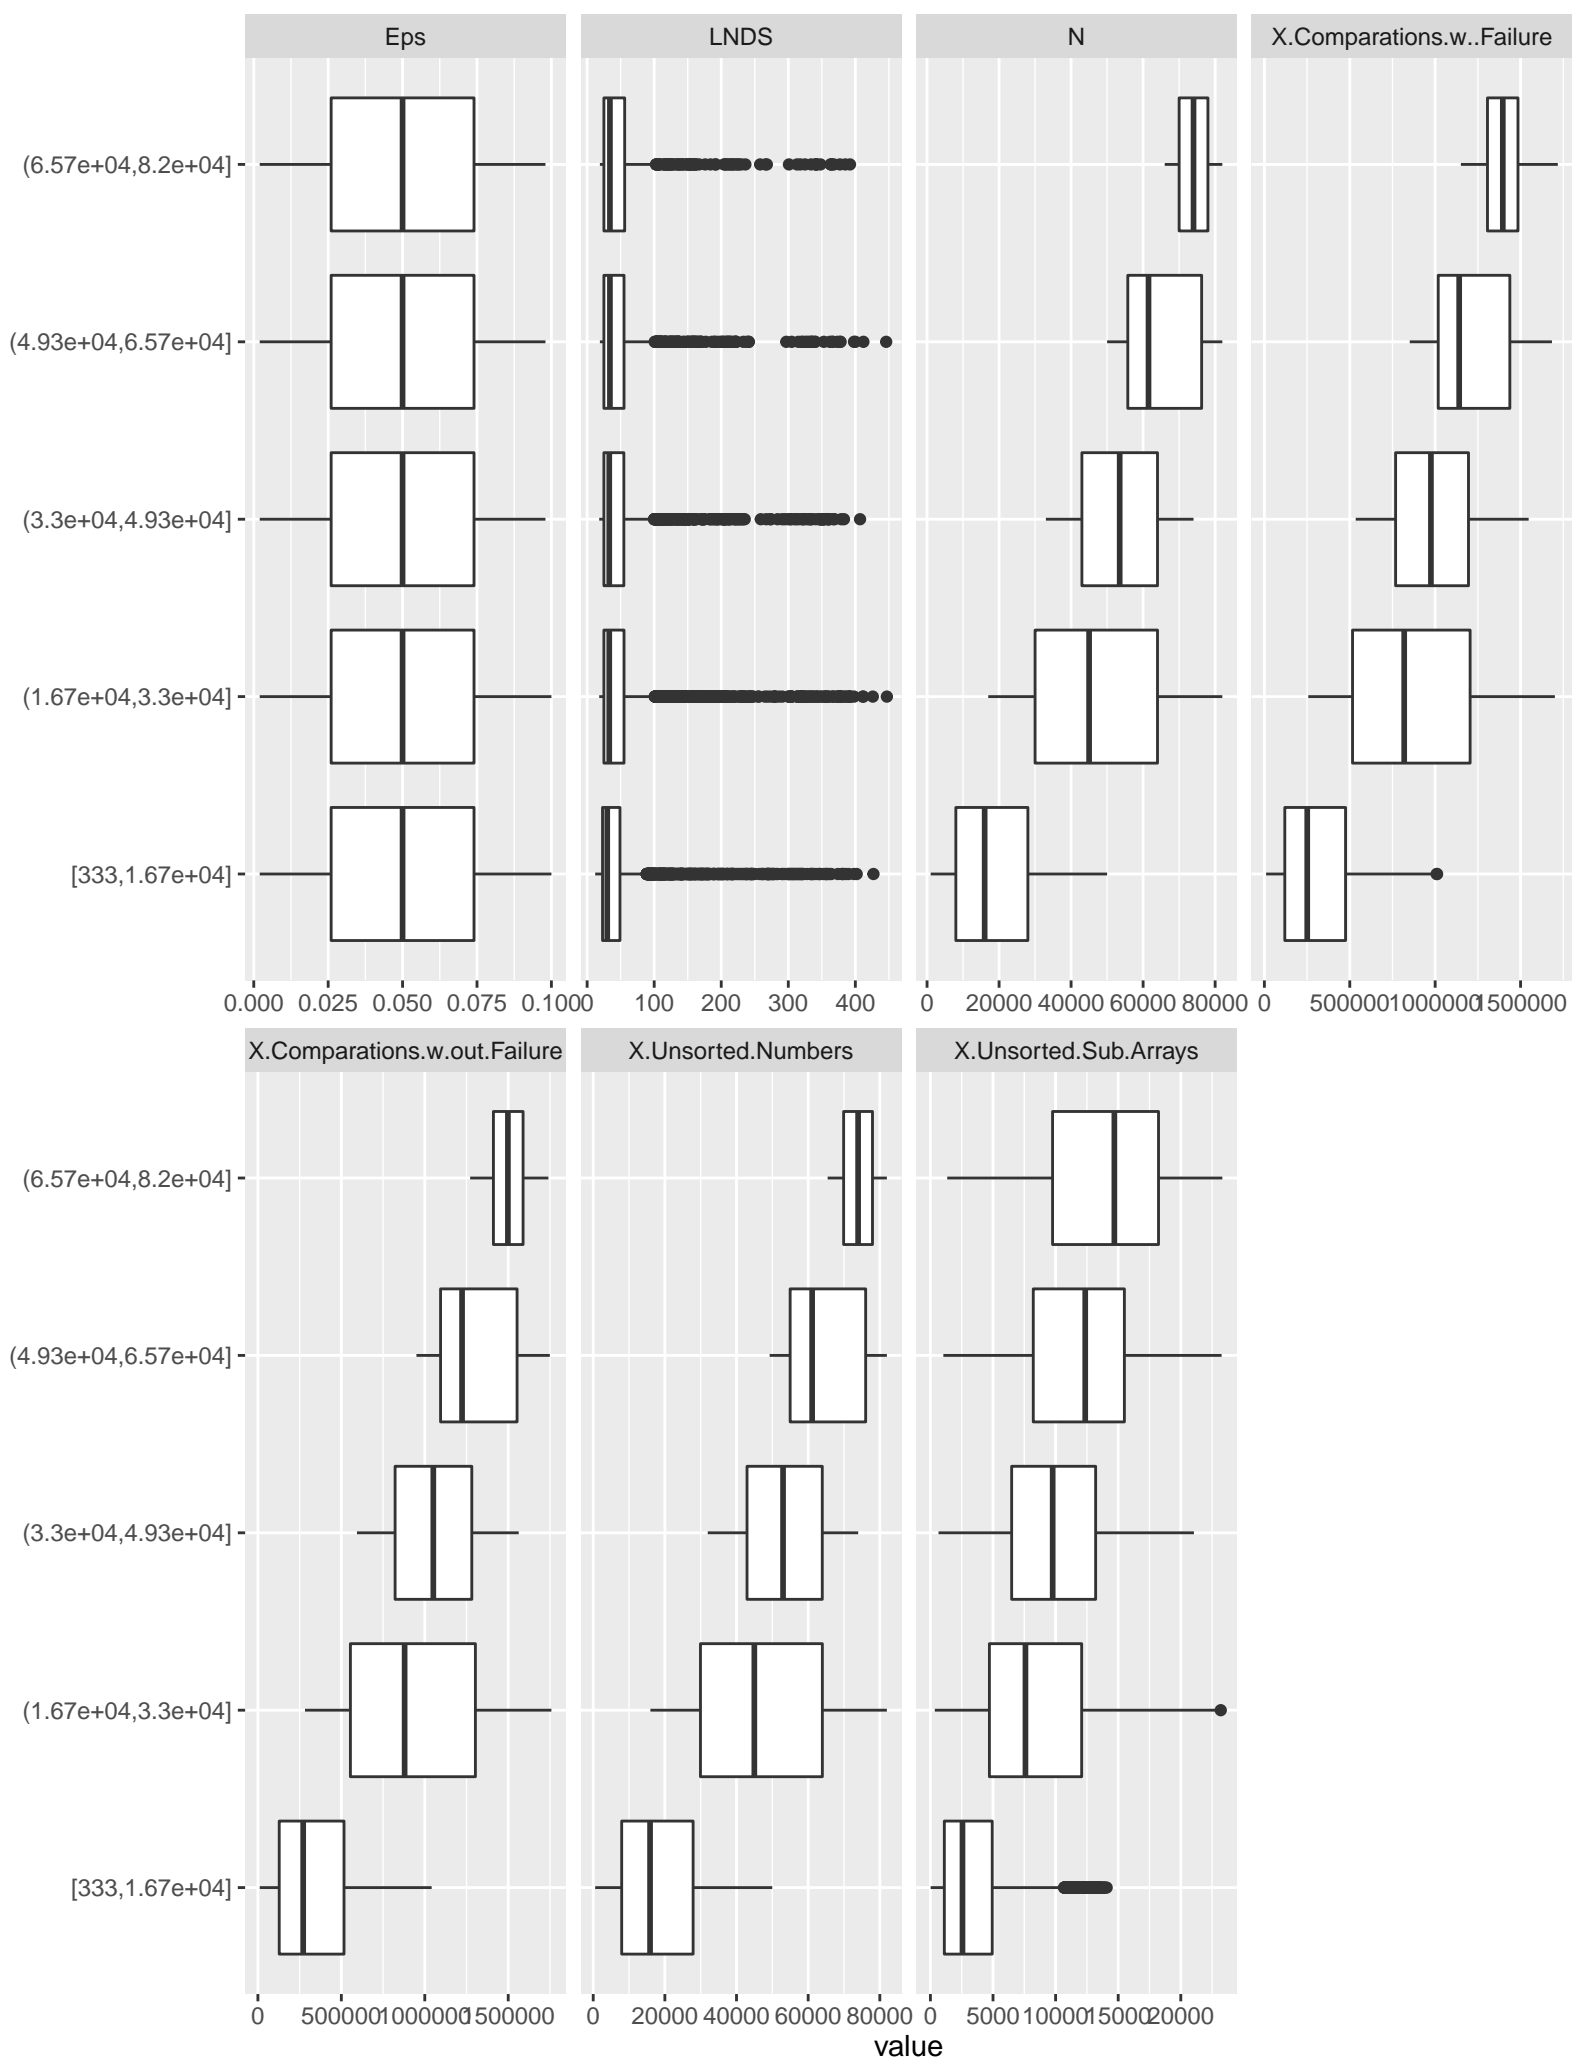 Eps LNDS N X.Comparations.w..Failure
(6.57e+04,8.2e+04]
(4.93e+04,6.57e+04]
(3.3e+04,4.93e+04]
(1.67e+04,3.3e+04]
[333,1.67e+04]
0.000 0.025 0.050 0.075 0.100 0 100 200 300 400 0 20000 40000 60000 80000 0 500000 1000000 1500000
X.Comparations.w.out.Failure X.Unsorted.Numbers X.Unsorted.Sub.Arrays
(6.57e+04,8.2e+04]
(4.93e+04,6.57e+04]
(3.3e+04,4.93e+04]
(1.67e+04,3.3e+04]
[333,1.67e+04]
0 500000 1000000 1500000 0 20000 40000 60000 80000 0 5000 10000 15000 20000
value